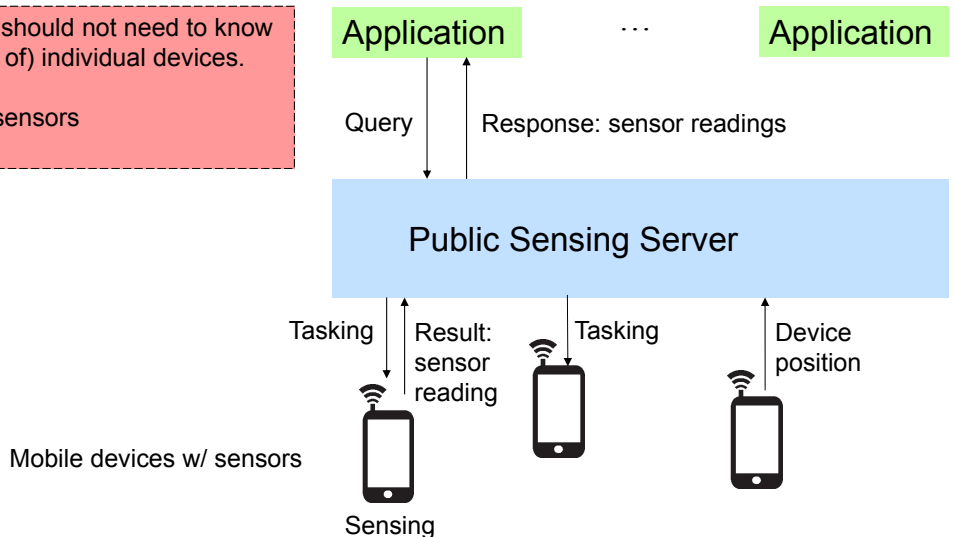 should not need to know
of) individual devices.
sensors
Application
...
Application
Query
Response: sensor readings
Public Sensing Server
Tasking
Result:
sensor
reading
Tasking
Device
position
Mobile devices w/ sensors
Sensing